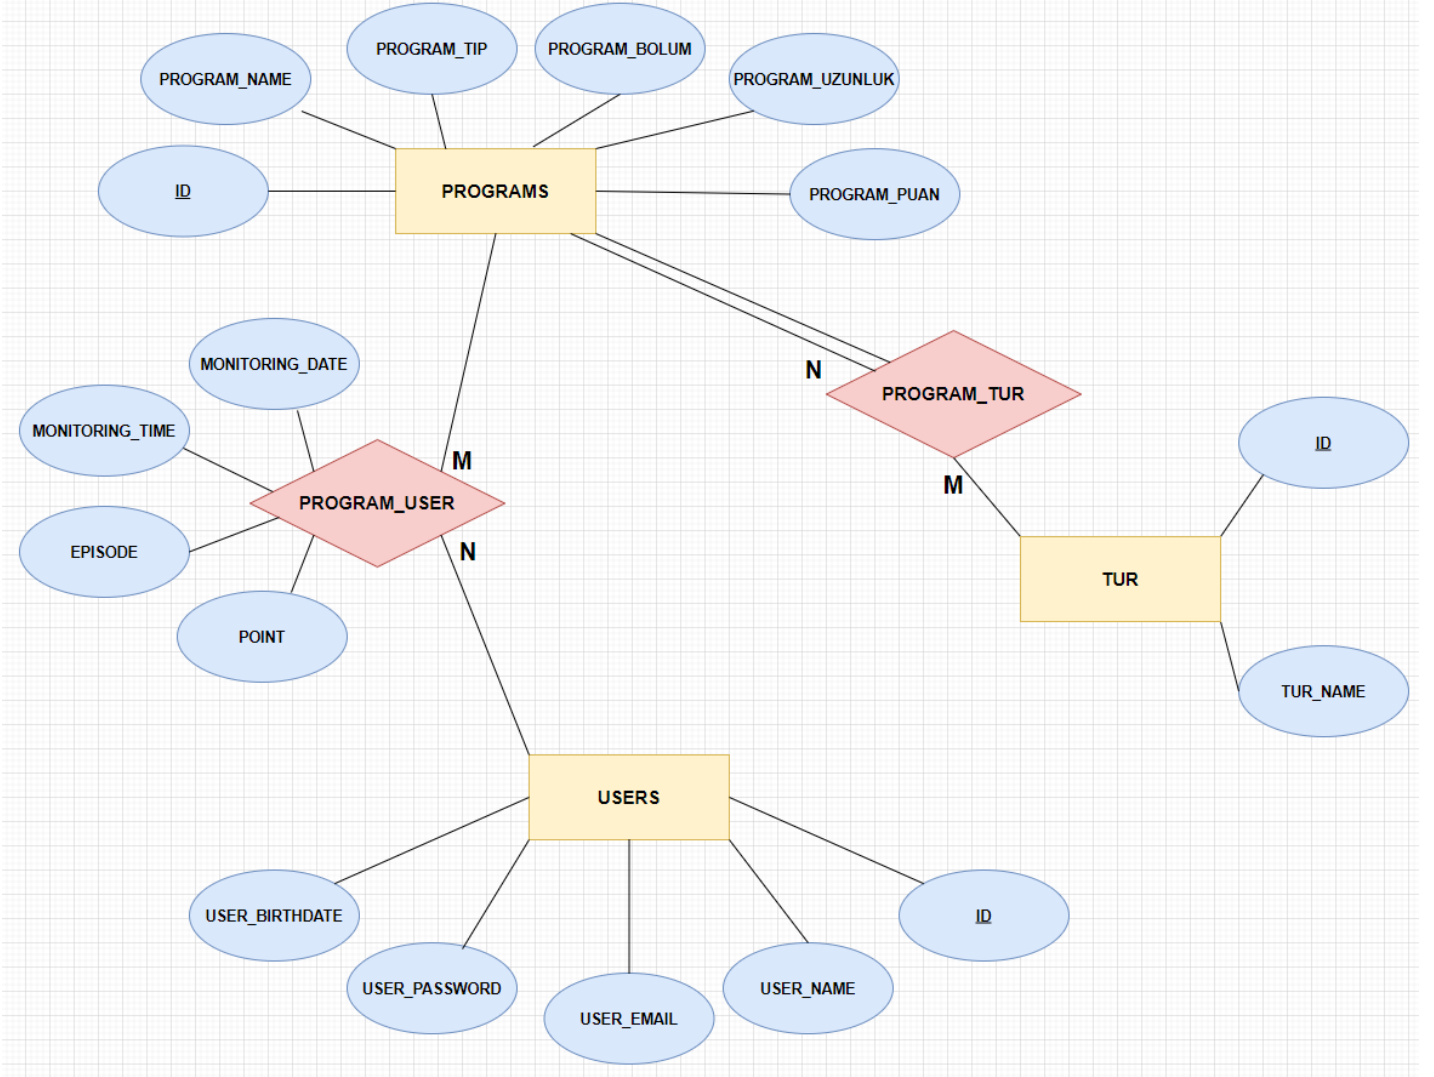 PROGRAM_TIP
PROGRAM_BOLUM
PROGRAM_NAME
PROGRAM_UZUNLUK
ID
PROGRAMS
PROGRAM_PUAN
MONITORING_DATE
N
PROGRAM_TUR
MONITORING_TIME
ID
M
M
PROGRAM_USER
EPISODE
N
TUR
POINT
TUR_NAME
USERS
USER_BIRTHDATE
ID
USER_PASSWORD
USER_NAME
USER_EMAIL